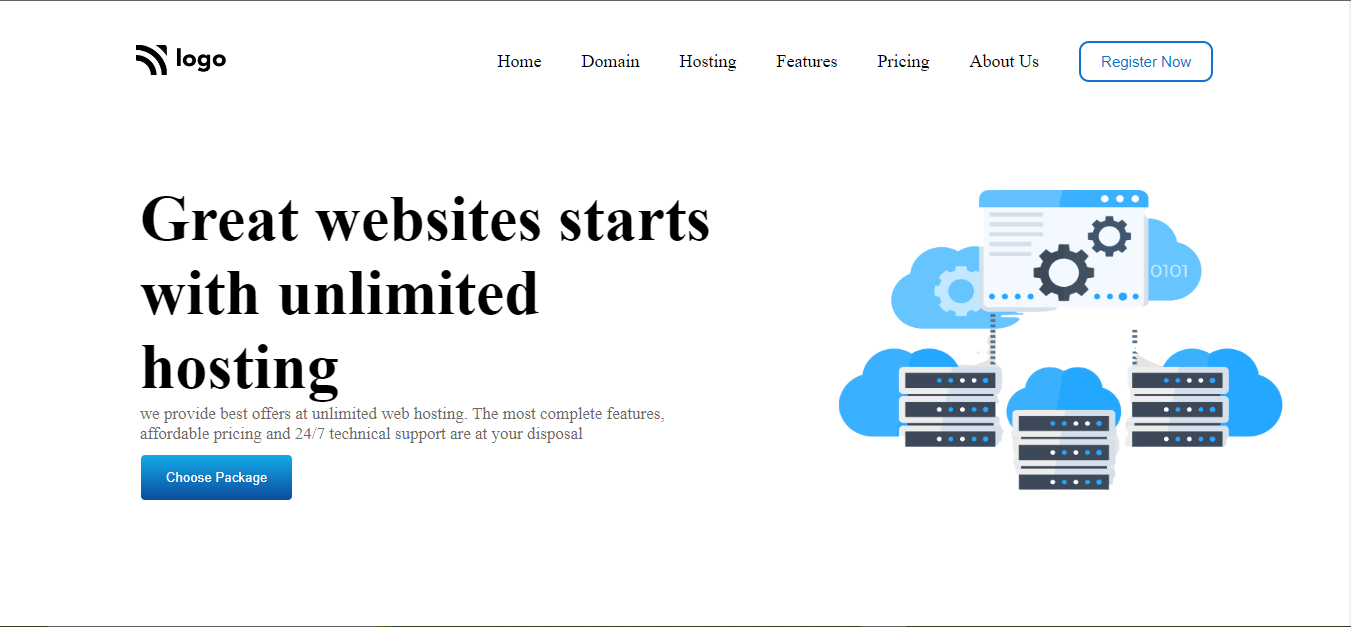 logo
Home Domain Hosting Features Pricing About Us Register Now
Great websites starts
with unlimited
hosting
we provide best offers at unlimited web hosting. The most complete features,
affordable pricing and 24/7 technical support are at your disposal
Choose Package
0101